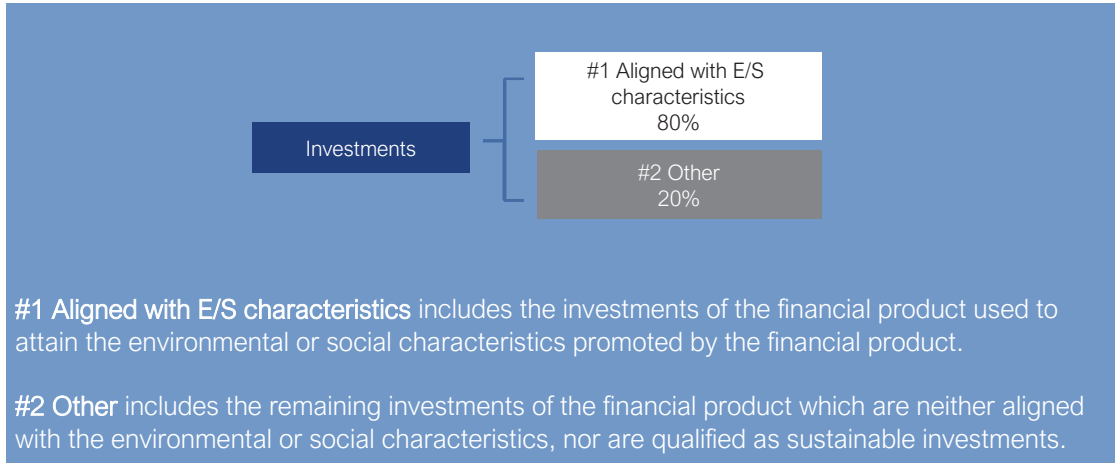 #1 Aligned with E/S
characteristics
80%
Investments
#2 Other
20%
#1 Aligned with E/S characteristics includes the investments of the financial product used to
attain the environmental or social characteristics promoted by the financial product.
#2 Other includes the remaining investments of the financial product which are neither aligned
with the environmental or social characteristics, nor are qualified as sustainable investments.